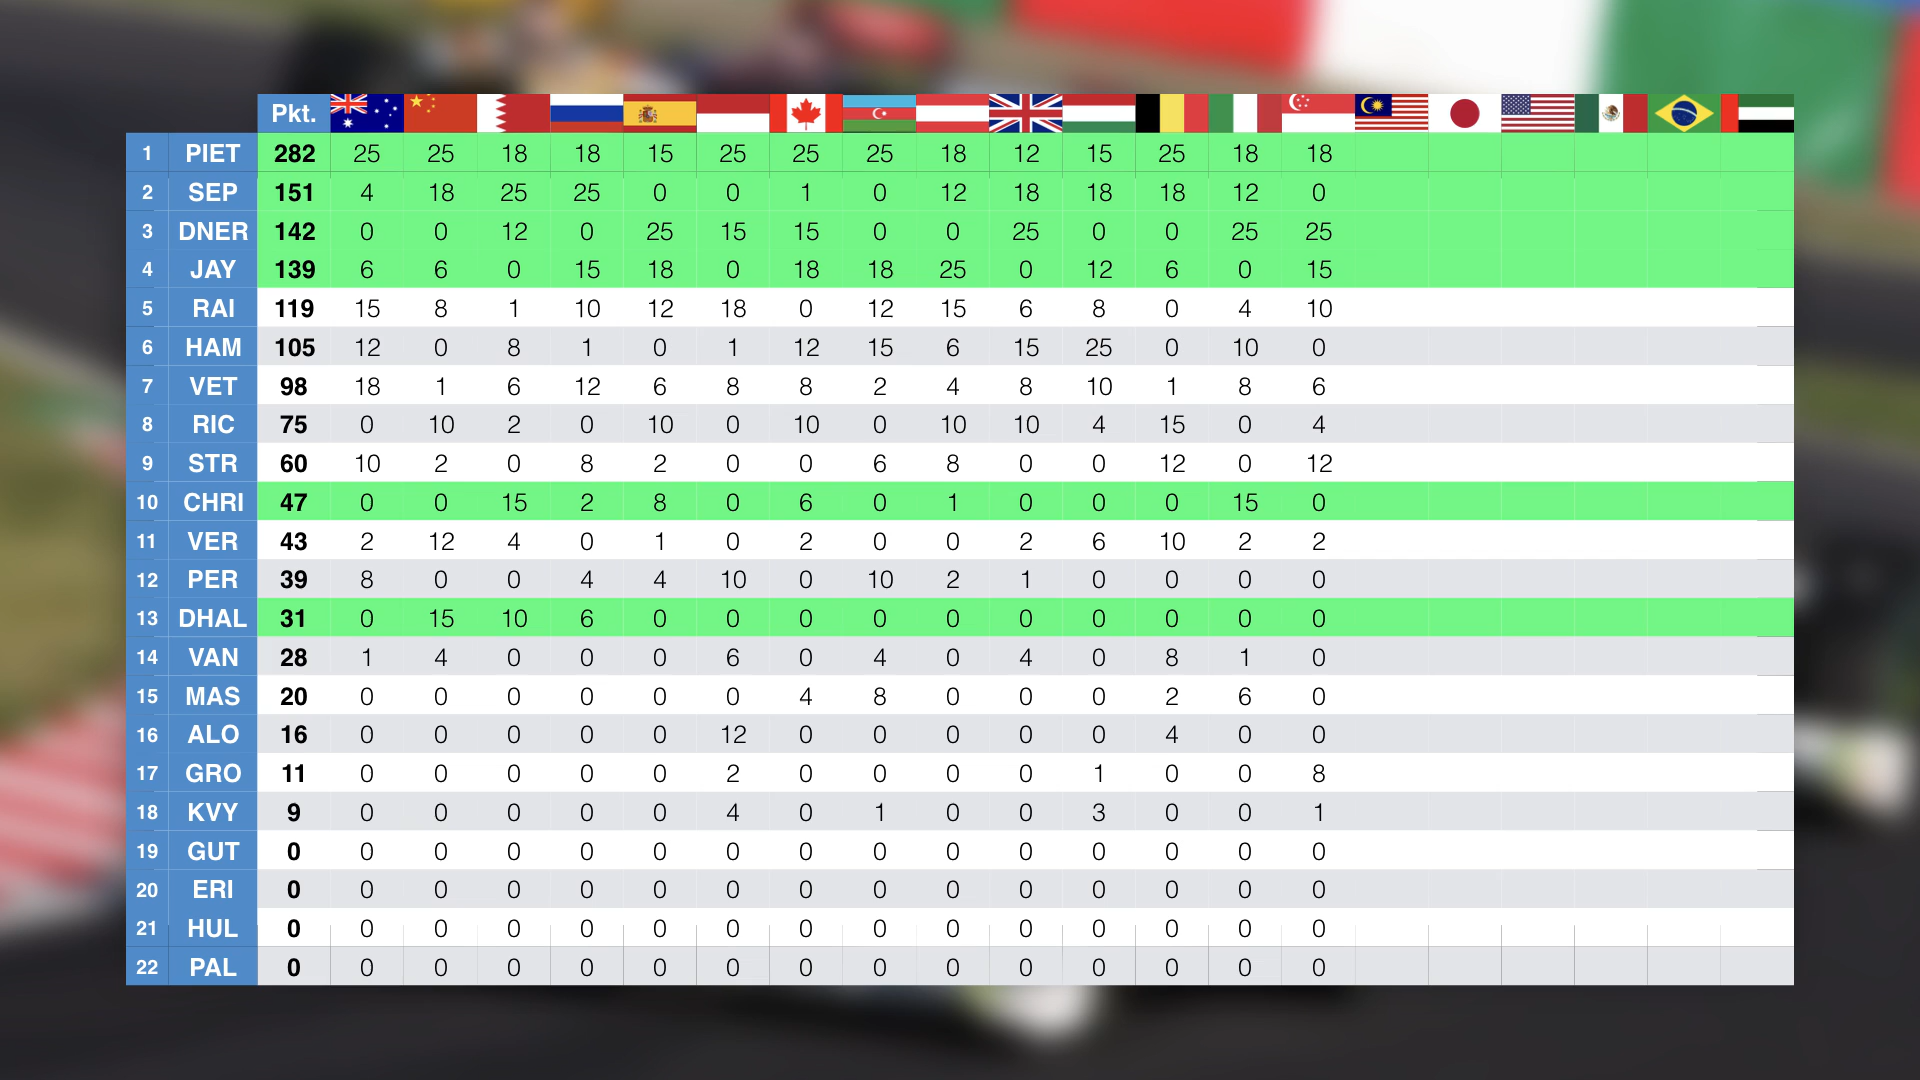 Pkt.
1 PIET 282 25 25 18 18 15 25 25 25 18 12 15 25 18 18
2 SEP 151 4 18 25 25 0 0 1 0 12 18 18 18 12 0
3 DNER 142 0 0 12 0 25 15 15 0 0 25 0 0 25 25
4 JAY 139 6 6 0 15 18 0 18 18 25 0 12 6 0 15
5 RAI 119 15 8 1 10 12 18 0 12 15 6 8 0 4 10
6 HAM 105 12 0 8 1 0 1 12 15 6 15 25 0 10 0
7 VET 98 18 1 6 12 6 8 8 2 4 8 10 1 8 6
8 RIC 75 0 10 2 0 10 0 10 0 10 10 4 15 0 4
9 STR 60 10 2 0 8 2 0 0 6 8 0 0 12 0 12
10 CHRI 47 0 0 15 2 8 0 6 0 1 0 0 0 15 0
11 VER 43 2 12 4 0 1 0 2 0 0 2 6 10 2 2
12 PER 39 8 0 0 4 4 10 0 10 2 1 0 0 0 0
13 DHAL 31 0 15 10 6 0 0 0 0 0 0 0 0 0 0
14 VAN 28 1 4 0 0 0 6 0 4 0 4 0 8 1 0
15 MAS 20 0 0 0 0 0 0 4 8 0 0 0 2 6 0
16 ALO 16 0 0 0 0 0 12 0 0 0 0 0 4 0 0
17 GRO 11 0 0 0 0 0 2 0 0 0 0 1 0 0 8
18 KVY 9 0 0 0 0 0 4 0 1 0 0 3 0 0 1
19 GUT 0 0 0 0 0 0 0 0 0 0 0 0 0 0 0
20 ERI 0 0 0 0 0 0 0 0 0 0 0 0 0 0 0
21 HUL 0 0 0 0 0 0 0 0 0 0 0 0 0 0 0
22 PAL 0 0 0 0 0 0 0 0 0 0 0 0 0 0 0